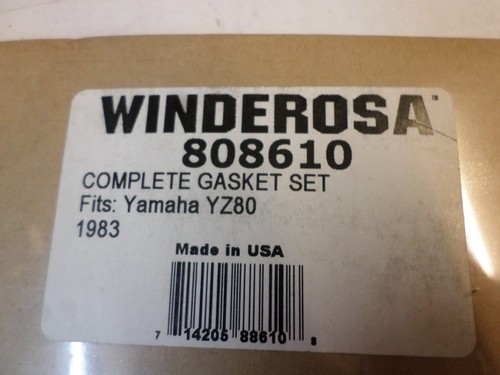 WINDEROSA
808610
COMPLETE GASKET SET
Fits: Yamaha YZ80
1983
Made in USA
7 14205 88610 8